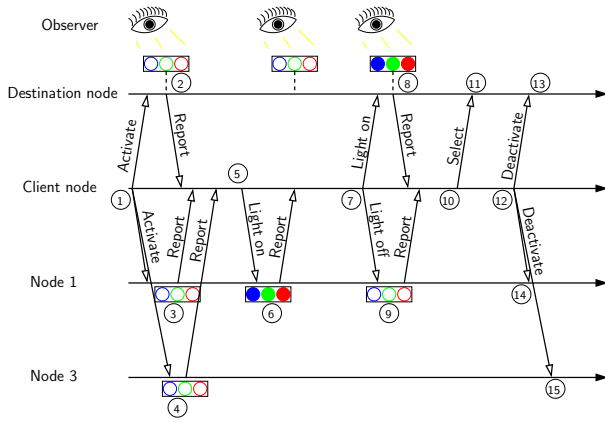 Observer
2
8
11
13
Destination node
Activate
Report
Light on
Report
Select
Deactivate
5
Client node
1
7
10
12
Activate
Report
Report
Light on
Report
Light off
Report
Deactivate
Node 1
3
6
9
14
Node 3
4
15